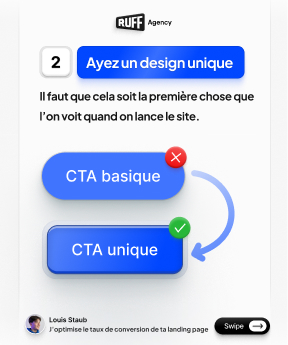 RUFF Agency
2 Ayez un design unique
Il faut que cela soit la première chose que
l'on voit quand on lance le site.
CTA basique
CTA unique
Louis Staub
J'optimise le taux de conversion de ta landing page
Swipe